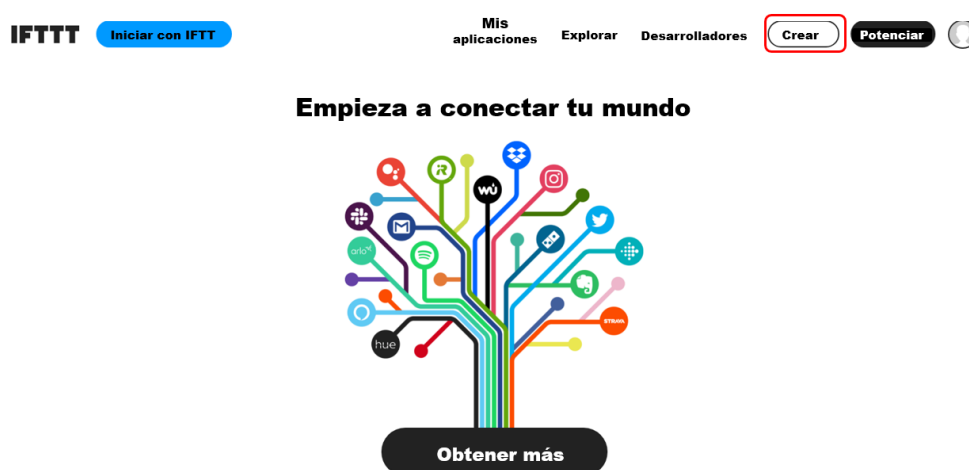 IFTTT
Iniciar con IFTT
Mis
aplicaciones
Explorar
Desarrolladores
Crear
Potenciar
Empieza a conectar tu mundo
wu
arlo
hue
STRAVA
Obtener más